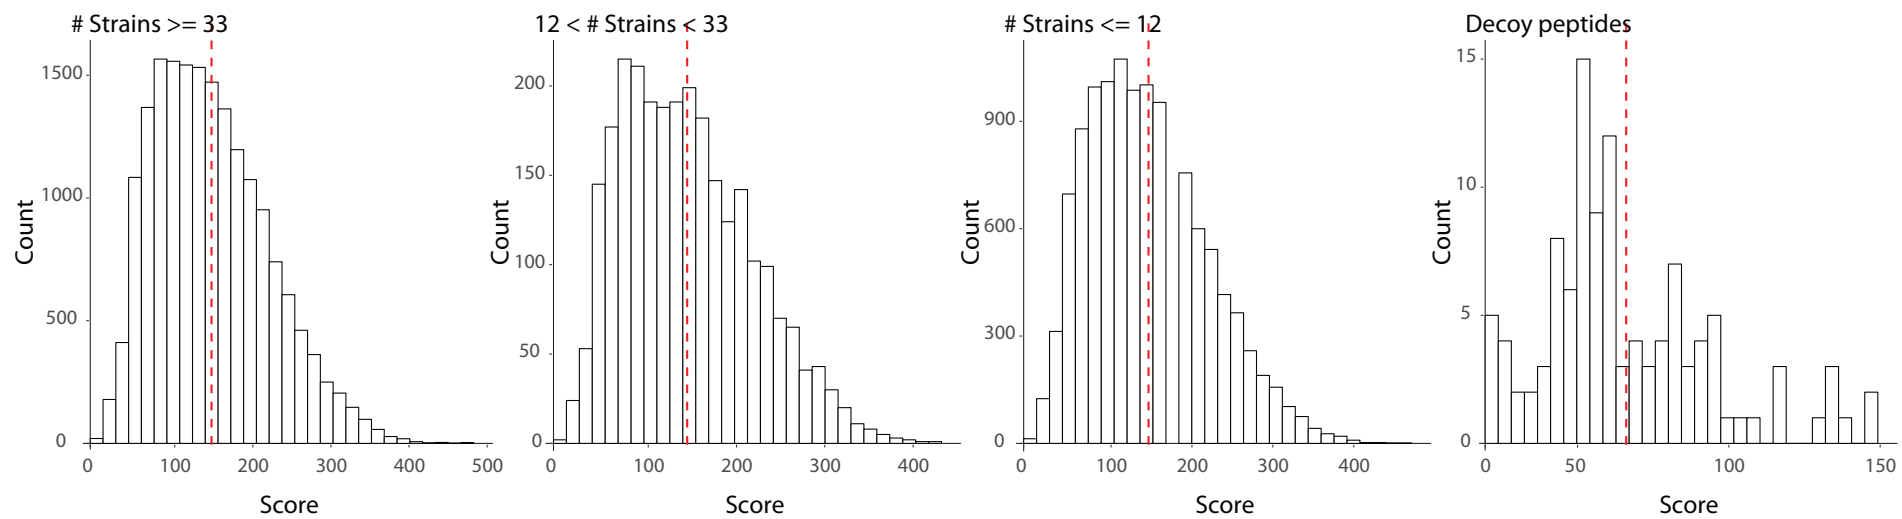 # Strains >= 33
12 < # Strains < 33
# Strains <= 12
Decoy peptides
Count
1500
1000
500
0
0 100 200 300 400 500
Score
Count
200
150
100
50
0
0 100 200 300 400
Score
Count
900
600
300
0
0 100 200 300 400
Score
Count
15
10
5
0
0 50 100 150
Score